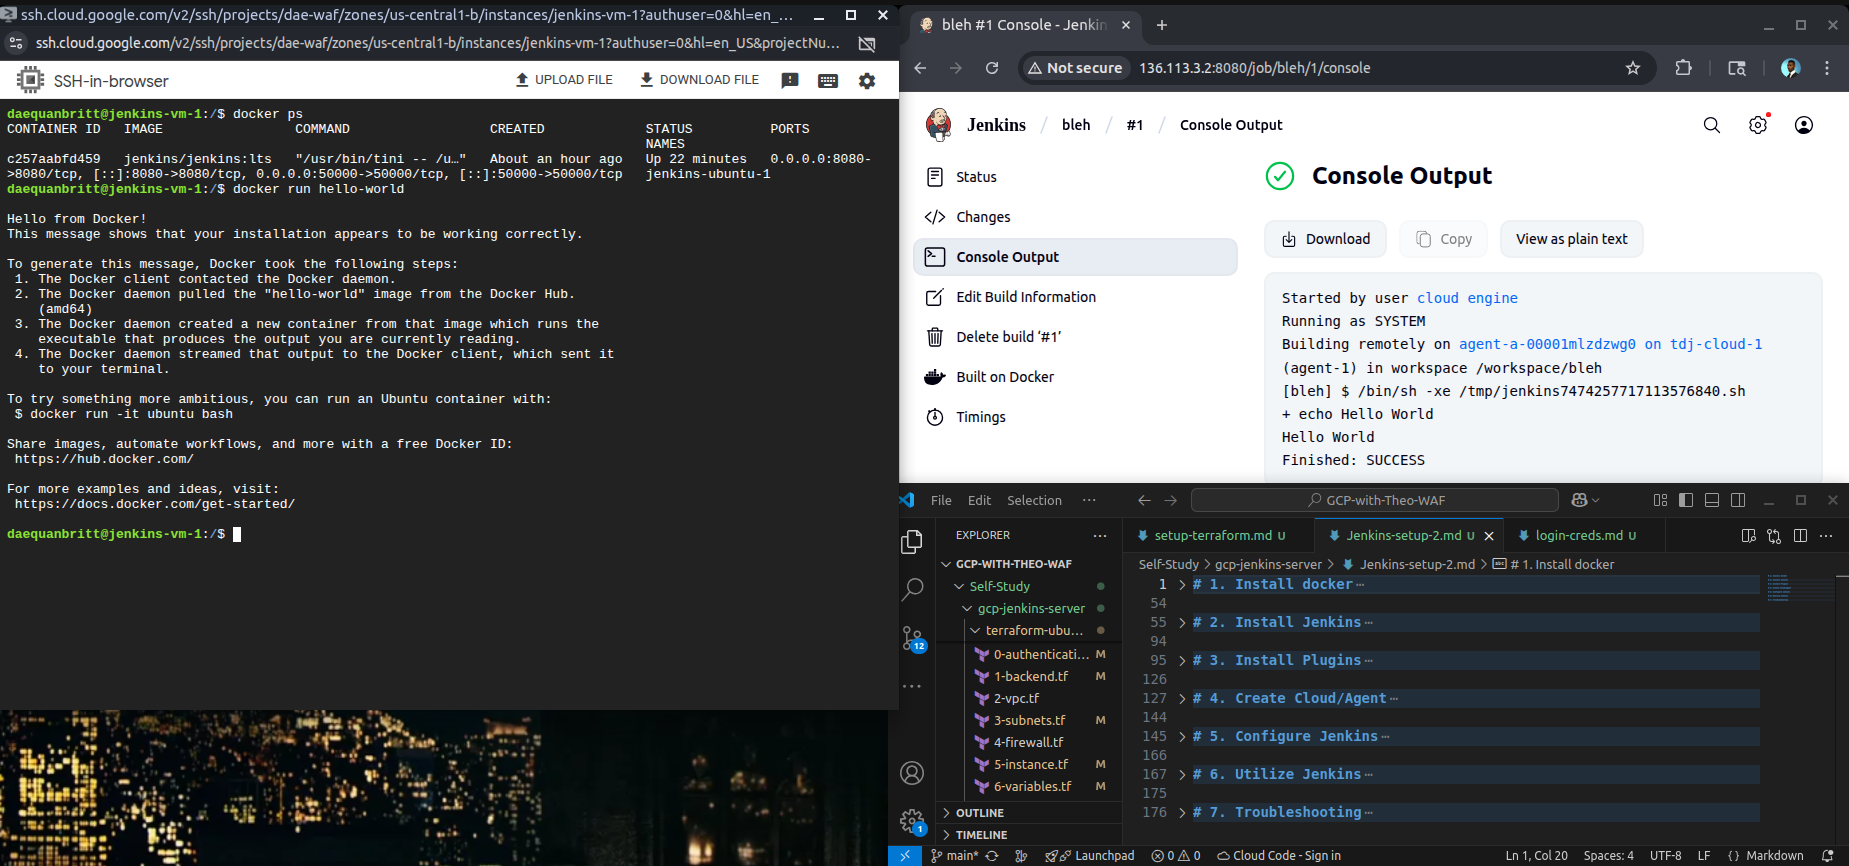 ssh.cloud.google.com/v2/ssh/projects/dae-waf/zones/us-central1-b/instances/jenkins-vm-1?authuser=0&hl=en_...
ssh.cloud.google.com/v2/ssh/projects/dae-waf/zones/us-central1-b/instances/jenkins-vm-1?authuser=0&hl=en_US&projectNu...
SSH-in-browser
UPLOAD FILE
DOWNLOAD FILE
daequanbritt@jenkins-vm-1:/$ docker ps
CONTAINER ID   IMAGE                 COMMAND                  CREATED             STATUS          PORTS
NAMES
c257aabfd459   jenkins/jenkins:lts   "/usr/bin/tini -- /u…"   About an hour ago   Up 22 minutes   0.0.0.0:8080-
>8080/tcp, [::]:8080->8080/tcp, 0.0.0.0:50000->50000/tcp, [::]:50000->50000/tcp   jenkins-ubuntu-1
daequanbritt@jenkins-vm-1:/$ docker run hello-world
Hello from Docker!
This message shows that your installation appears to be working correctly.
To generate this message, Docker took the following steps:
1. The Docker client contacted the Docker daemon.
2. The Docker daemon pulled the "hello-world" image from the Docker Hub.
(amd64)
3. The Docker daemon created a new container from that image which runs the
executable that produces the output you are currently reading.
4. The Docker daemon streamed that output to the Docker client, which sent it
to your terminal.
To try something more ambitious, you can run an Ubuntu container with:
$ docker run -it ubuntu bash
Share images, automate workflows, and more with a free Docker ID:
https://hub.docker.com/
For more examples and ideas, visit:
https://docs.docker.com/get-started/
daequanbritt@jenkins-vm-1:/$
bleh #1 Console - Jenkin
Not secure
136.113.3.2:8080/job/bleh/1/console
Jenkins / bleh / #1 / Console Output
Status
Changes
Console Output
Edit Build Information
Delete build ‘#1’
Built on Docker
Timings
Console Output
Download
Copy
View as plain text
Started by user cloud engine
Running as SYSTEM
Building remotely on agent-a-00001mlzdzwg0 on tdj-cloud-1
(agent-1) in workspace /workspace/bleh
[bleh] $ /bin/sh -xe /tmp/jenkins7474257717113576840.sh
+ echo Hello World
Hello World
Finished: SUCCESS
File Edit Selection ···
GCP-with-Theo-WAF
EXPLORER ···
GCP-WITH-THEO-WAF
Self-Study
gcp-jenkins-server
terraform-ubu...
0-authenticati... M
1-backend.tf M
2-vpc.tf
3-subnets.tf M
4-firewall.tf
5-instance.tf M
6-variables.tf M
OUTLINE
TIMELINE
12
1
setup-terraform.md U
Jenkins-setup-2.md U
login-creds.md U
Self-Study > gcp-jenkins-server > Jenkins-setup-2.md > # 1. Install docker
1 > # 1. Install docker···
54
55 > # 2. Install Jenkins···
94
95 > # 3. Install Plugins···
126
127 > # 4. Create Cloud/Agent···
144
145 > # 5. Configure Jenkins···
166
167 > # 6. Utilize Jenkins···
175
176 > # 7. Troubleshooting···
main*
Launchpad
0 0
Cloud Code - Sign in
Ln 1, Col 20
Spaces: 4
UTF-8
LF
{ } Markdown